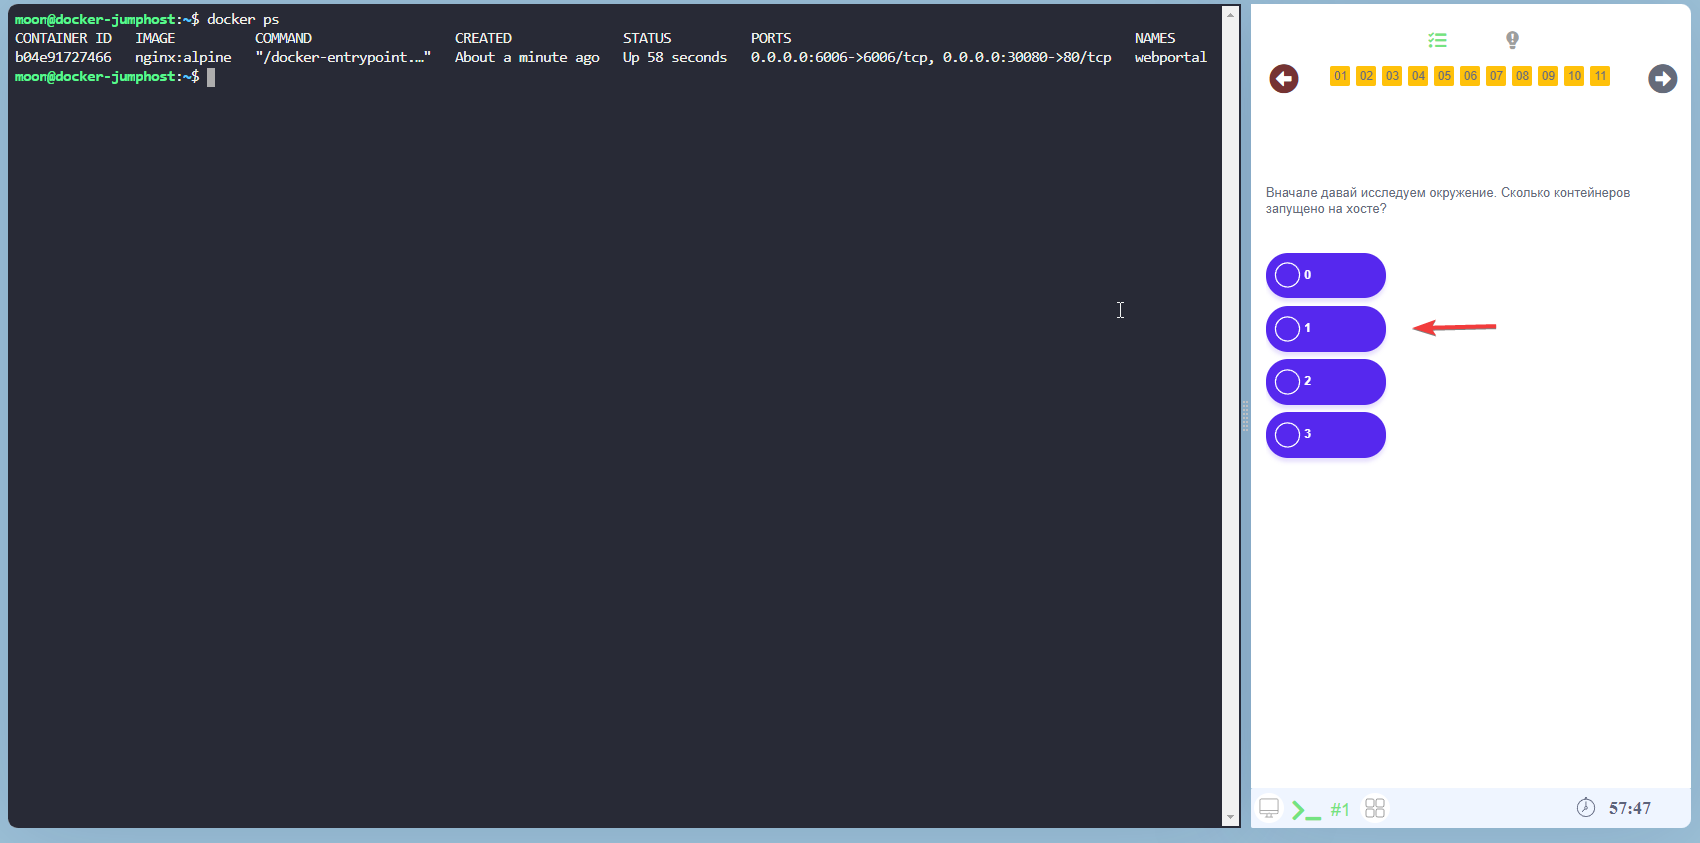 moon@docker-jumphost:~$ docker ps
CONTAINER ID   IMAGE          COMMAND                  CREATED              STATUS         PORTS                                           NAMES
b04e91727466   nginx:alpine   "/docker-entrypoint.…"   About a minute ago   Up 58 seconds   0.0.0.0:6006->6006/tcp, 0.0.0.0:30080->80/tcp   webportal
moon@docker-jumphost:~$
01 02 03 04 05 06 07 08 09 10 11
Вначале давай исследуем окружение. Сколько контейнеров
запущено на хосте?
0
1
2
3
#1
57:47